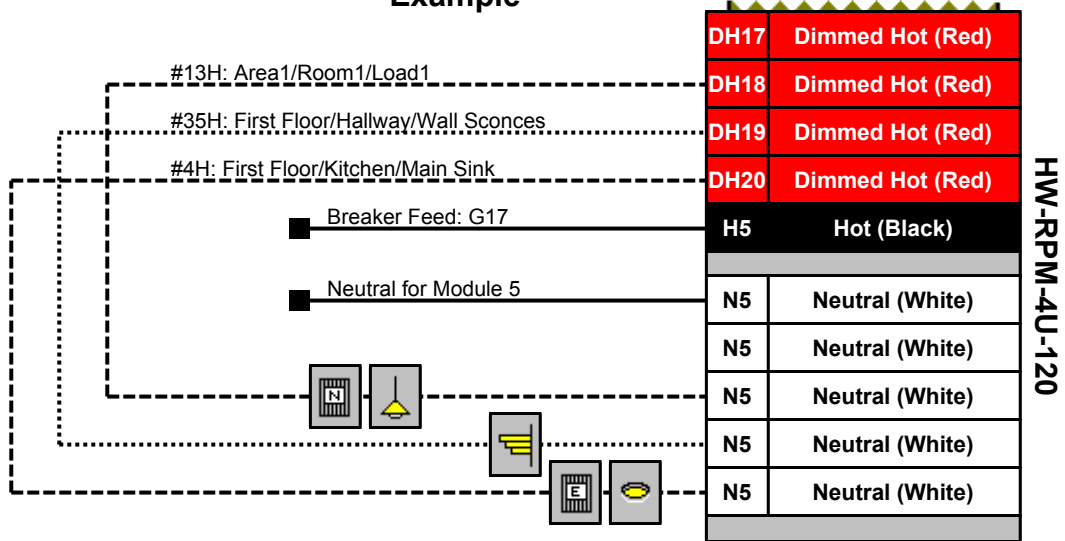 Example
DH17 Dimmed Hot (Red)
#13H: Area1/Room1/Load1
DH18 Dimmed Hot (Red)
#35H: First Floor/Hallway/Wall Sconces
DH19 Dimmed Hot (Red)
#4H: First Floor/Kitchen/Main Sink
DH20 Dimmed Hot (Red)
Breaker Feed: G17
H5 Hot (Black)
Neutral for Module 5
N5 Neutral (White)
N5 Neutral (White)
N
N5 Neutral (White)
N5 Neutral (White)
E
N5 Neutral (White)
HW-RPM-4U-120